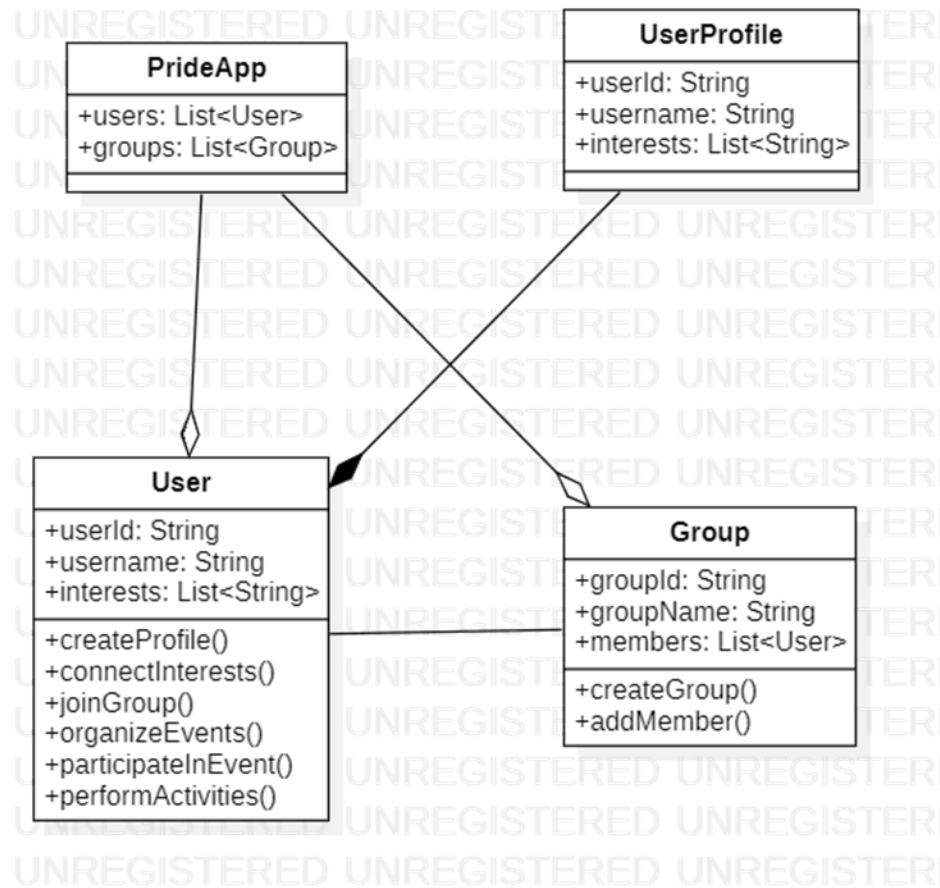 PrideApp
+users: List<User>
+groups: List<Group>
UserProfile
+userId: String
+username: String
+interests: List<String>
User
+userId: String
+username: String
+interests: List<String>
+createProfile()
+connectInterests()
+joinGroup()
+organizeEvents()
+participateInEvent()
+performActivities()
Group
+groupId: String
+groupName: String
+members: List<User>
+createGroup()
+addMember()
UNREGISTERED UNREGISTERED UNREGISTER